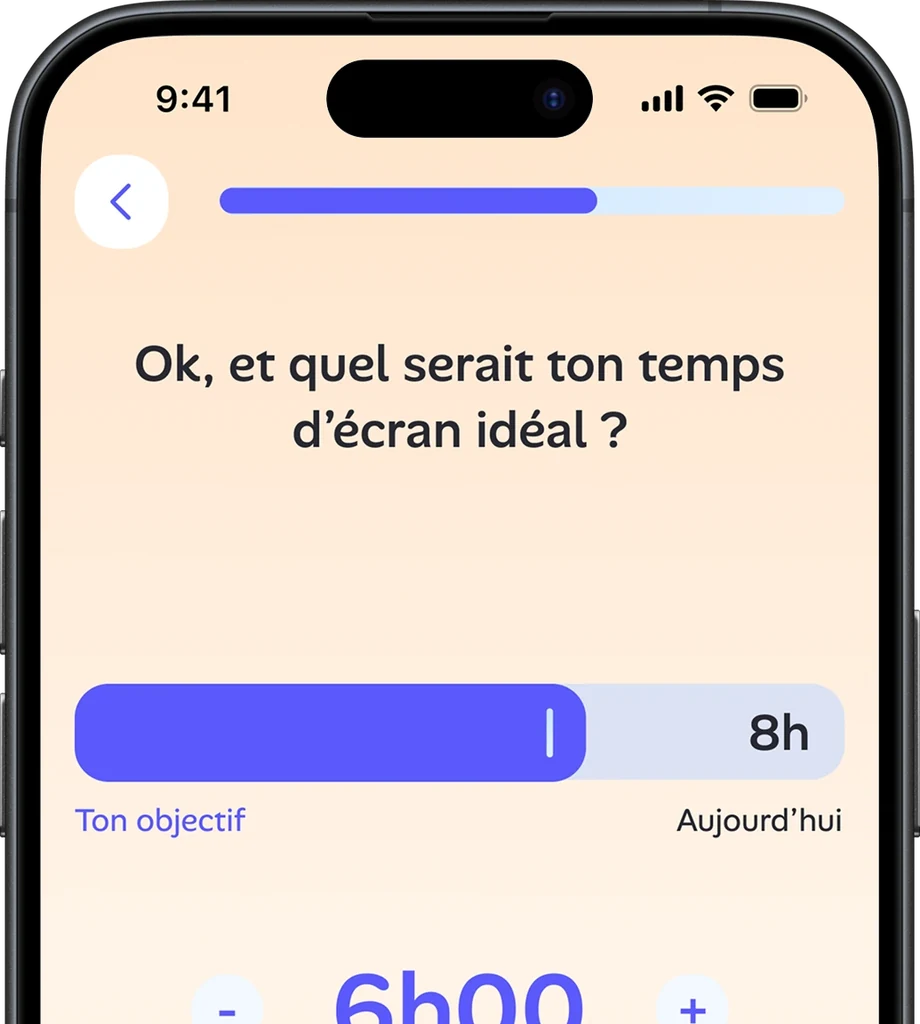 9:41
Ok, et quel serait ton temps
d’écran idéal ?
8h
Ton objectif
Aujourd’hui
- 6h00 +